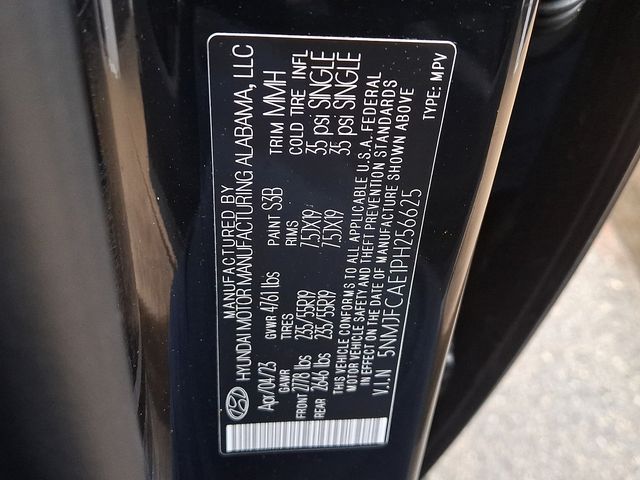 MANUFACTURED BY
HYUNDAI MOTOR MANUFACTURING ALABAMA, LLC
Apr/04/23 GVWR 4761 lbs PAINT S3B TRIM MMH
GAWR TIRES RIMS COLD TIRE INFL
FRONT 2778 lbs 235/55R19 7.5JX19 35 psi SINGLE
REAR 2646 lbs 235/55R19 7.5JX19 35 psi SINGLE
THIS VEHICLE CONFORMS TO ALL APPLICABLE U.S.A. FEDERAL
MOTOR VEHICLE SAFETY AND THEFT PREVENTION STANDARDS
IN EFFECT ON THE DATE OF MANUFACTURE SHOWN ABOVE
V.I.N 5NMJFCAE1PH256625 TYPE: MPV